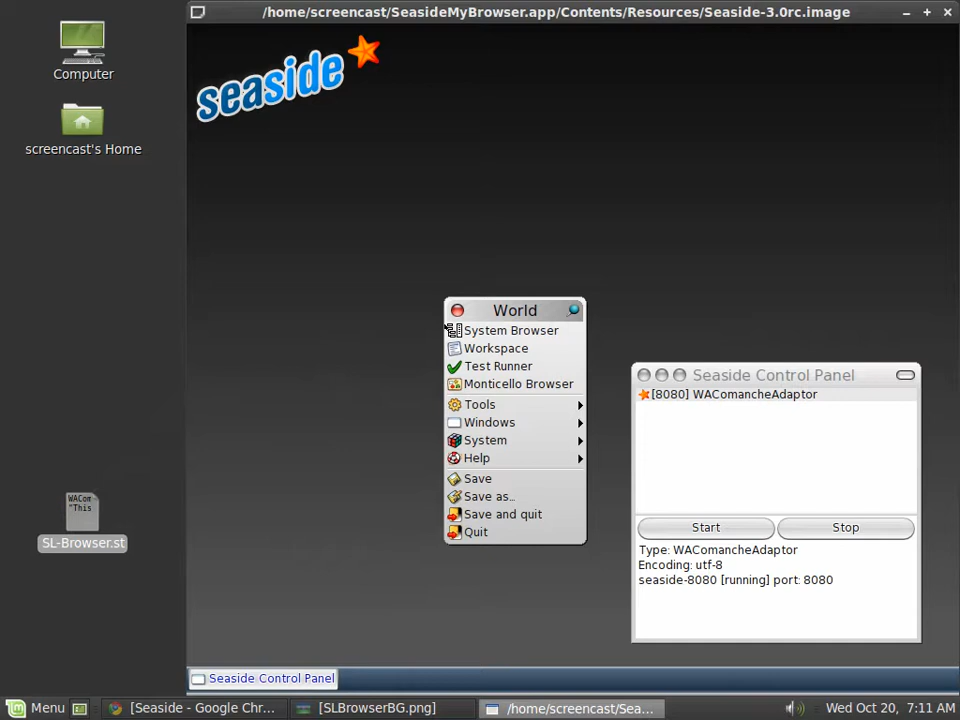 /home/screencast/SeasideMyBrowser.app/Contents/Resources/Seaside-3.0rc.image
Computer
screencast's Home
seaside
World
System Browser
Workspace
Test Runner
Monticello Browser
Tools
Windows
System
Help
Save
Save as..
Save and quit
Quit
Seaside Control Panel
[8080] WAComancheAdaptor
Start
Stop
Type: WAComancheAdaptor
Encoding: utf-8
seaside-8080 [running] port: 8080
WACom
"This
SL-Browser.st
Seaside Control Panel
Menu
[Seaside - Google Chr...
[SLBrowserBG.png]
/home/screencast/Sea...
Wed Oct 20, 7:11 AM